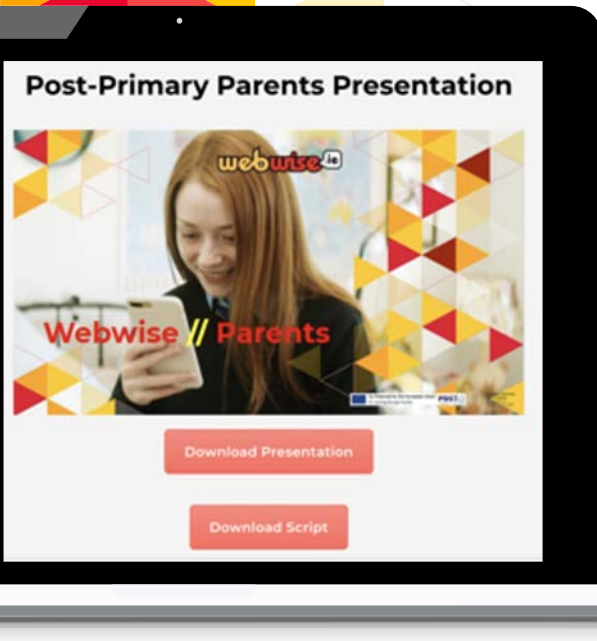 Post-Primary Parents Presentation
webwise.ie
Webwise // Parents
Download Presentation
Download Script